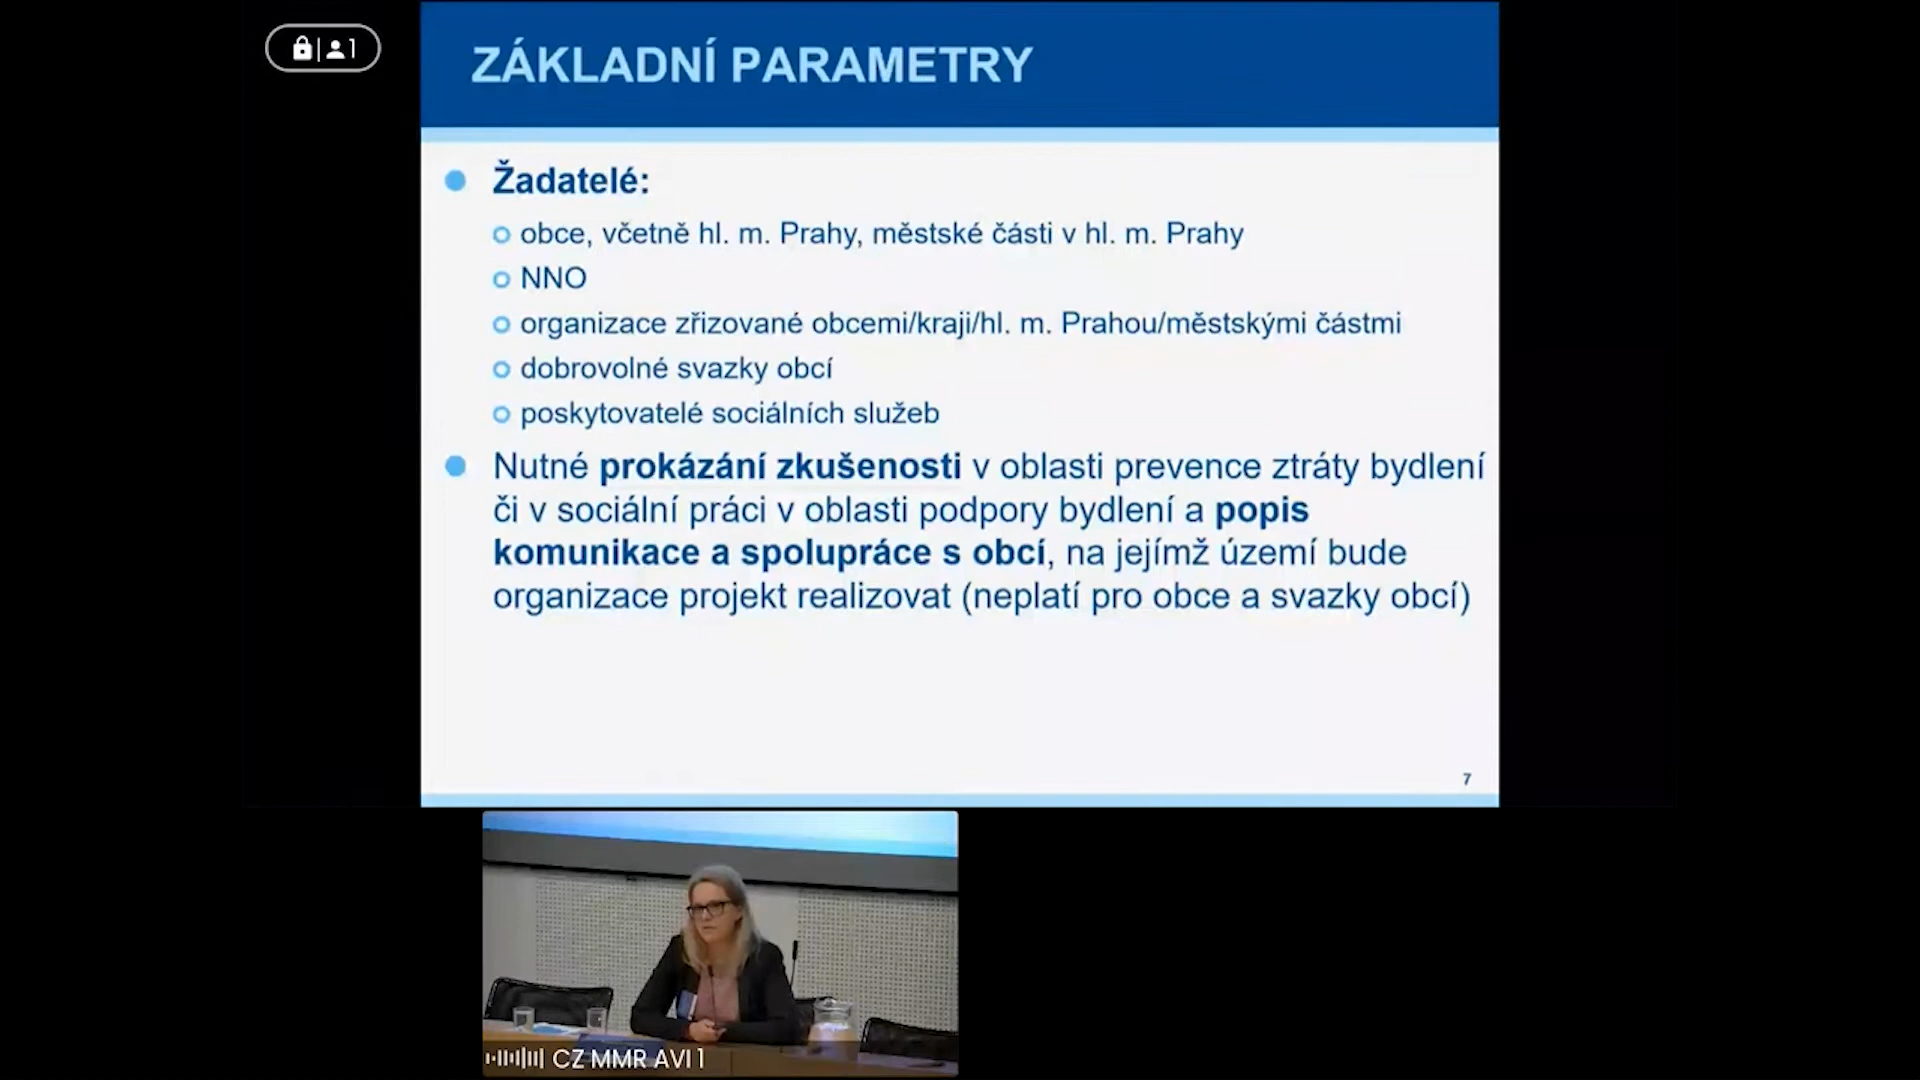 1
ZÁKLADNÍ PARAMETRY
Žadatelé:
obce, včetně hl. m. Prahy, městské části v hl. m. Prahy
NNO
organizace zřizované obcemi/kraji/hl. m. Prahou/městskými částmi
dobrovolné svazky obcí
poskytovatelé sociálních služeb
Nutné prokázání zkušenosti v oblasti prevence ztráty bydlení
či v sociální práci v oblasti podpory bydlení a popis
komunikace a spolupráce s obcí, na jejímž území bude
organizace projekt realizovat (neplatí pro obce a svazky obcí)
7
CZ MMR AVI 1